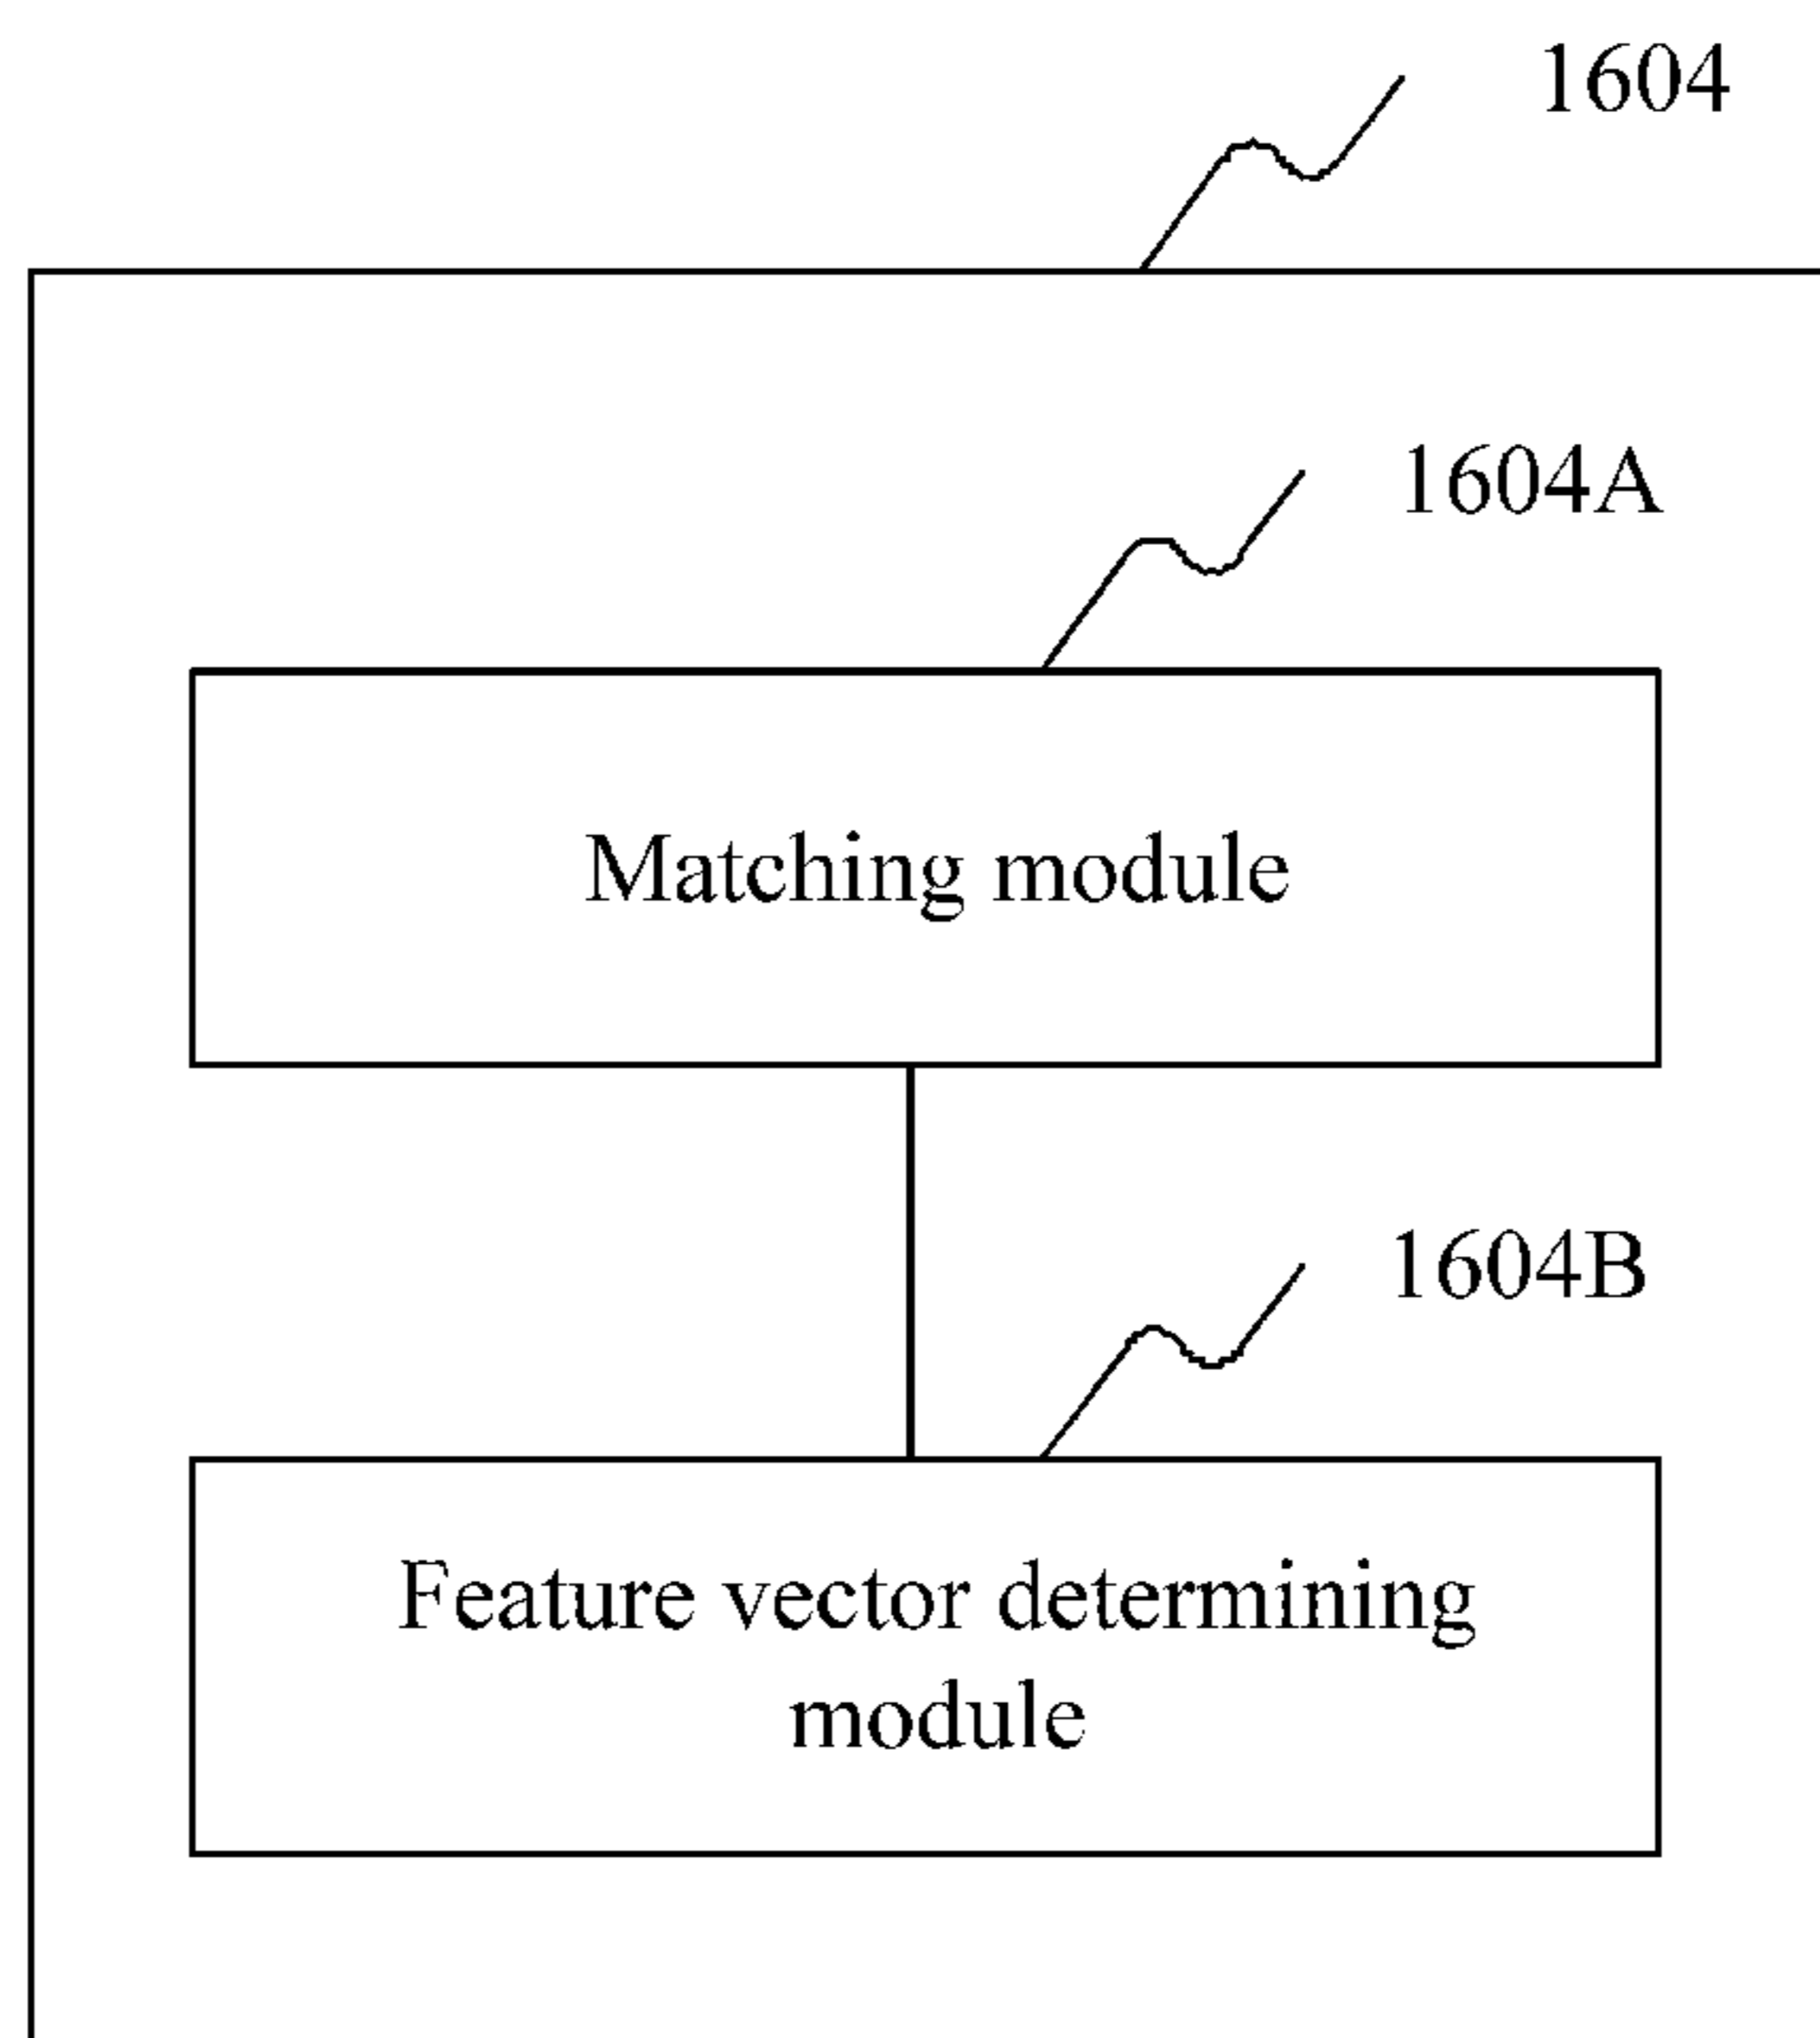 1604
1604A
Matching module
1604B
Feature vector determining
module